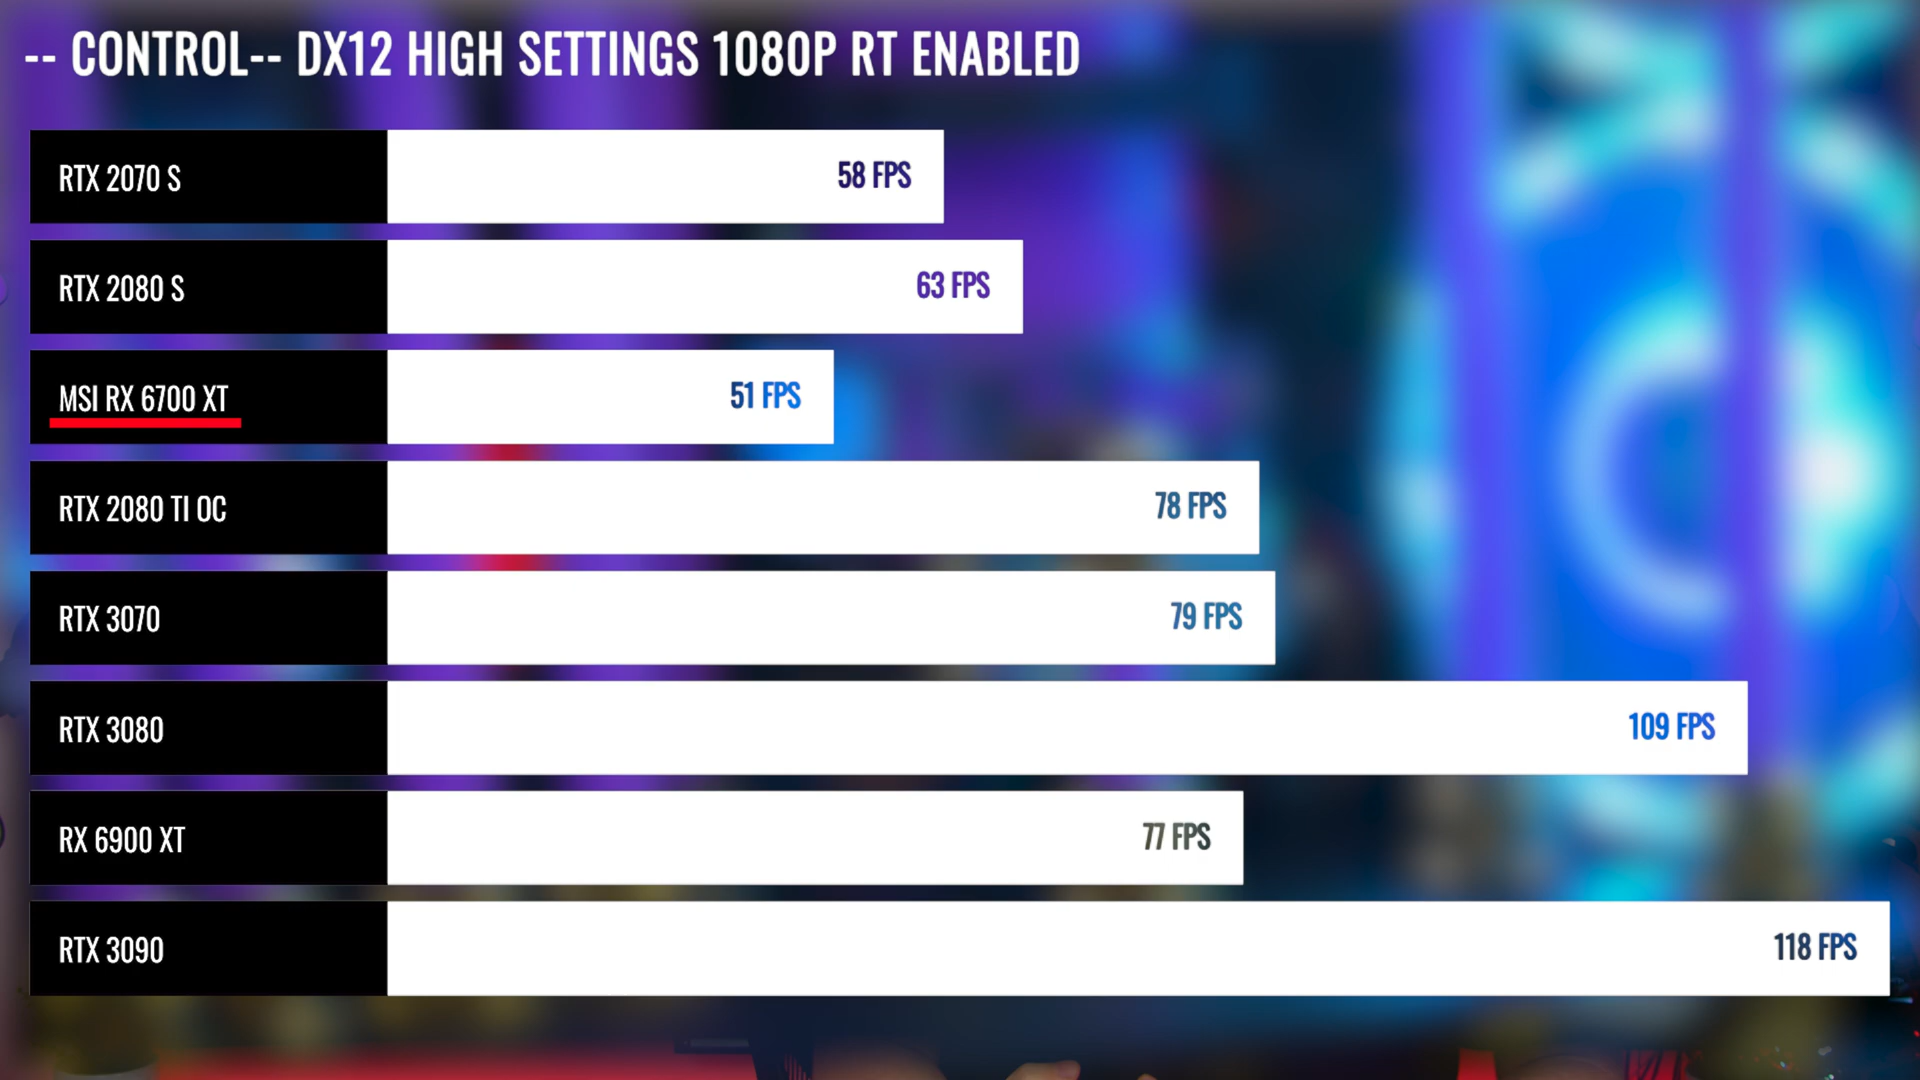 -- CONTROL-- DX12 HIGH SETTINGS 1080P RT ENABLED
RTX 2070 S 58 FPS
RTX 2080 S 63 FPS
MSI RX 6700 XT 51 FPS
RTX 2080 TI OC 78 FPS
RTX 3070 79 FPS
RTX 3080 109 FPS
RX 6900 XT 77 FPS
RTX 3090 118 FPS